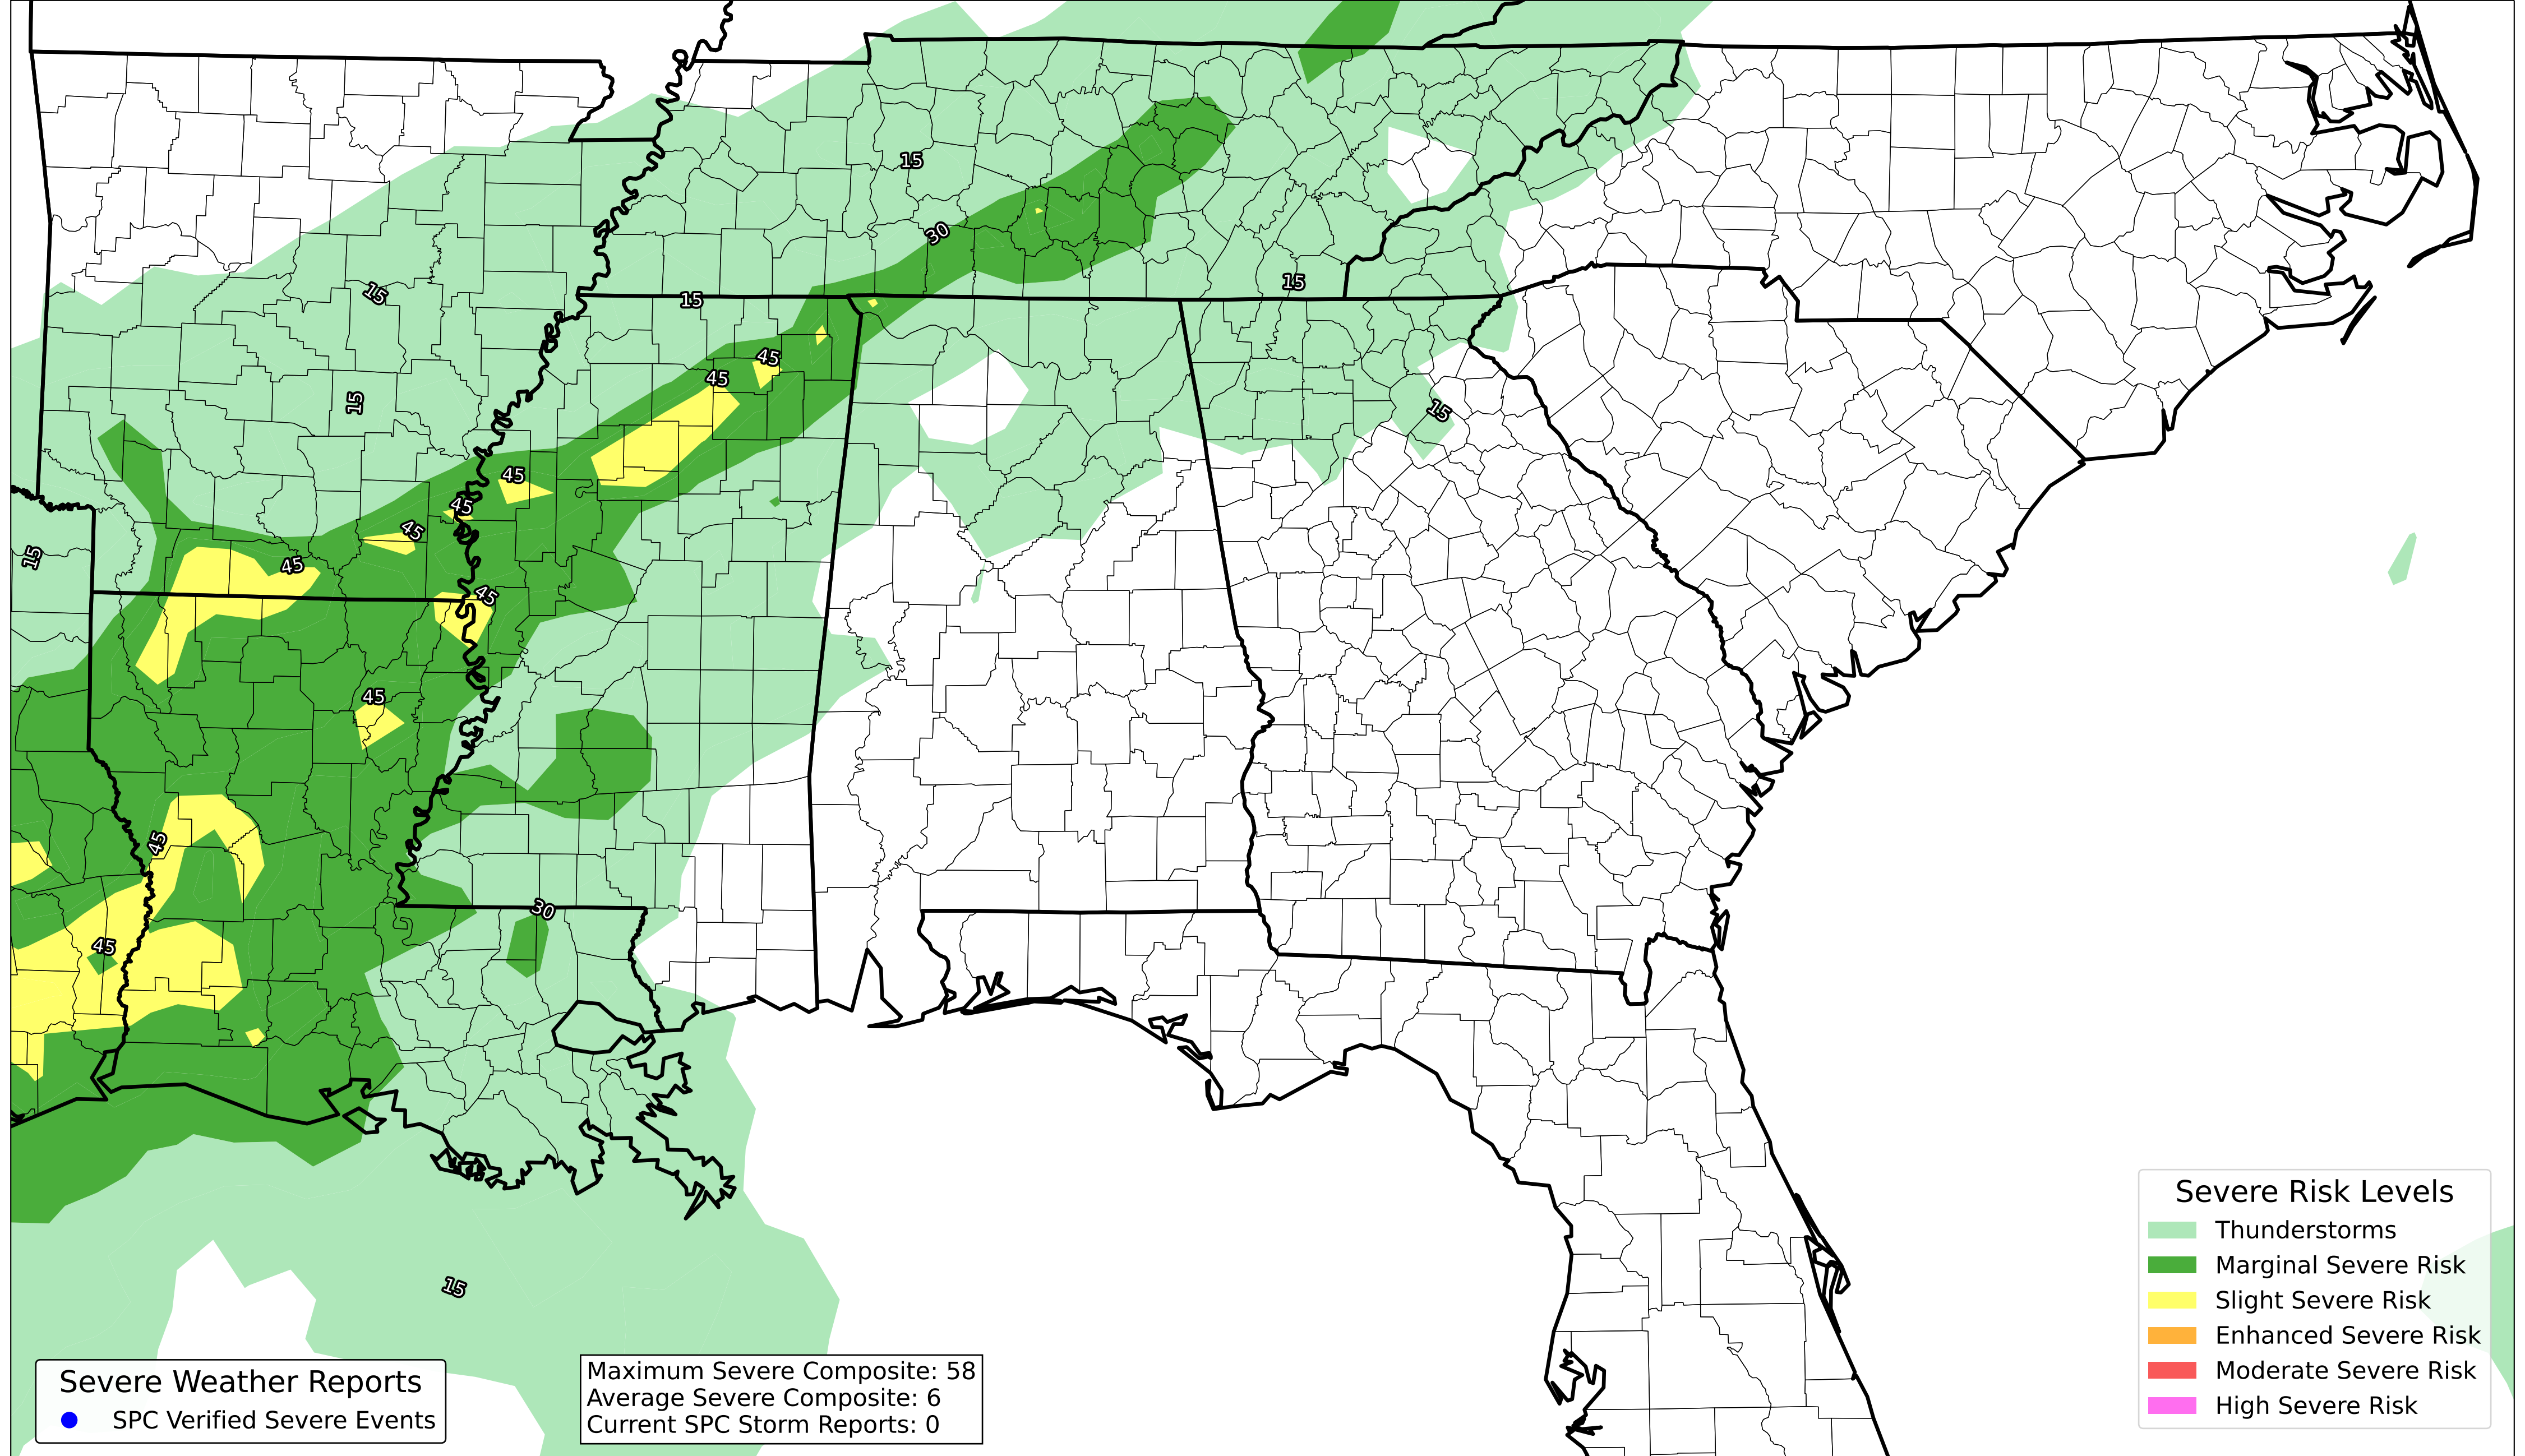 15
30
15
15
15
45
45
15
15
45
45
45
15
45
45
45
45
30
45
15
Severe Risk Levels
Thunderstorms
Marginal Severe Risk
Slight Severe Risk
Enhanced Severe Risk
Moderate Severe Risk
High Severe Risk
Severe Weather Reports
SPC Verified Severe Events
Maximum Severe Composite: 58
Average Severe Composite: 6
Current SPC Storm Reports: 0